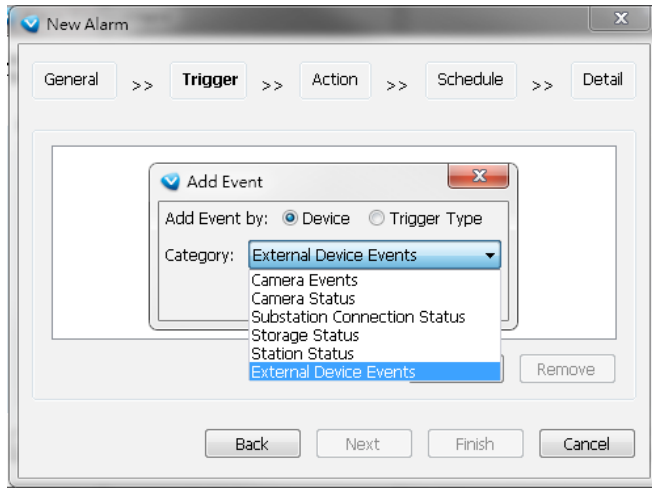 New Alarm
General >> Trigger >> Action >> Schedule >> Detail
Add Event
Add Event by: Device Trigger Type
Category: External Device Events
Camera Events
Camera Status
Substation Connection Status
Storage Status
Station Status
External Device Events
Remove
Back Next Finish Cancel